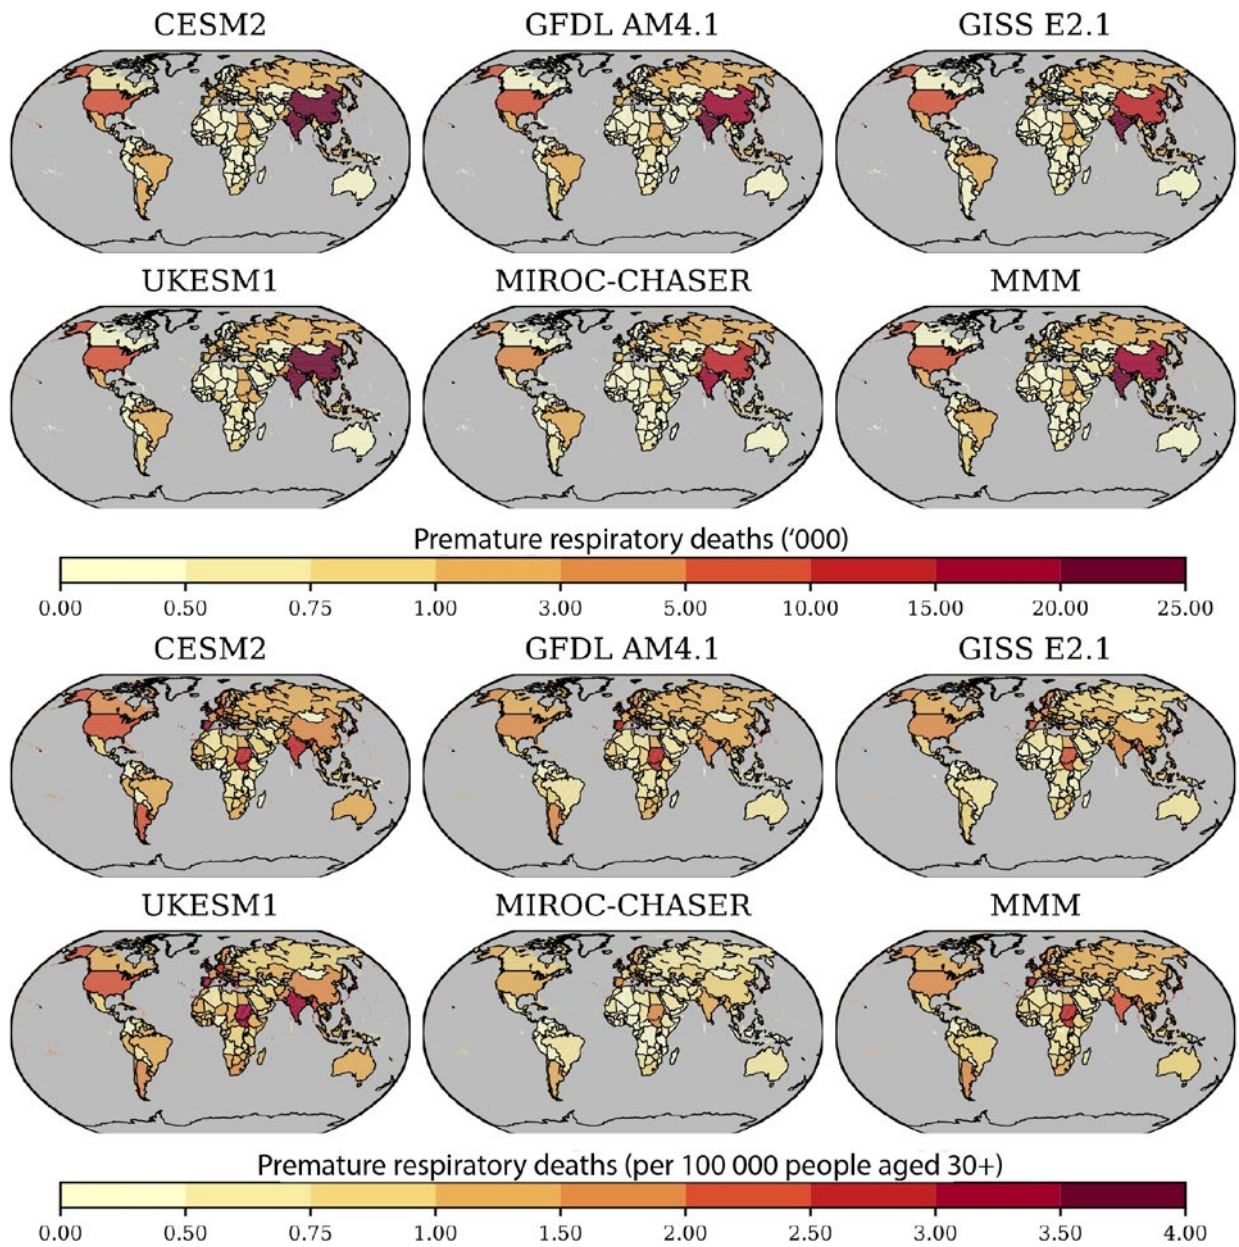 CESM2 GFDL AM4.1 GISS E2.1
UKESM1 MIROC-CHASER MMM
Premature respiratory deaths (‘000)
0.00 0.50 0.75 1.00 3.00 5.00 10.00 15.00 20.00 25.00
CESM2 GFDL AM4.1 GISS E2.1
UKESM1 MIROC-CHASER MMM
Premature respiratory deaths (per 100 000 people aged 30+)
0.00 0.50 0.75 1.00 1.50 2.00 2.50 3.00 3.50 4.00